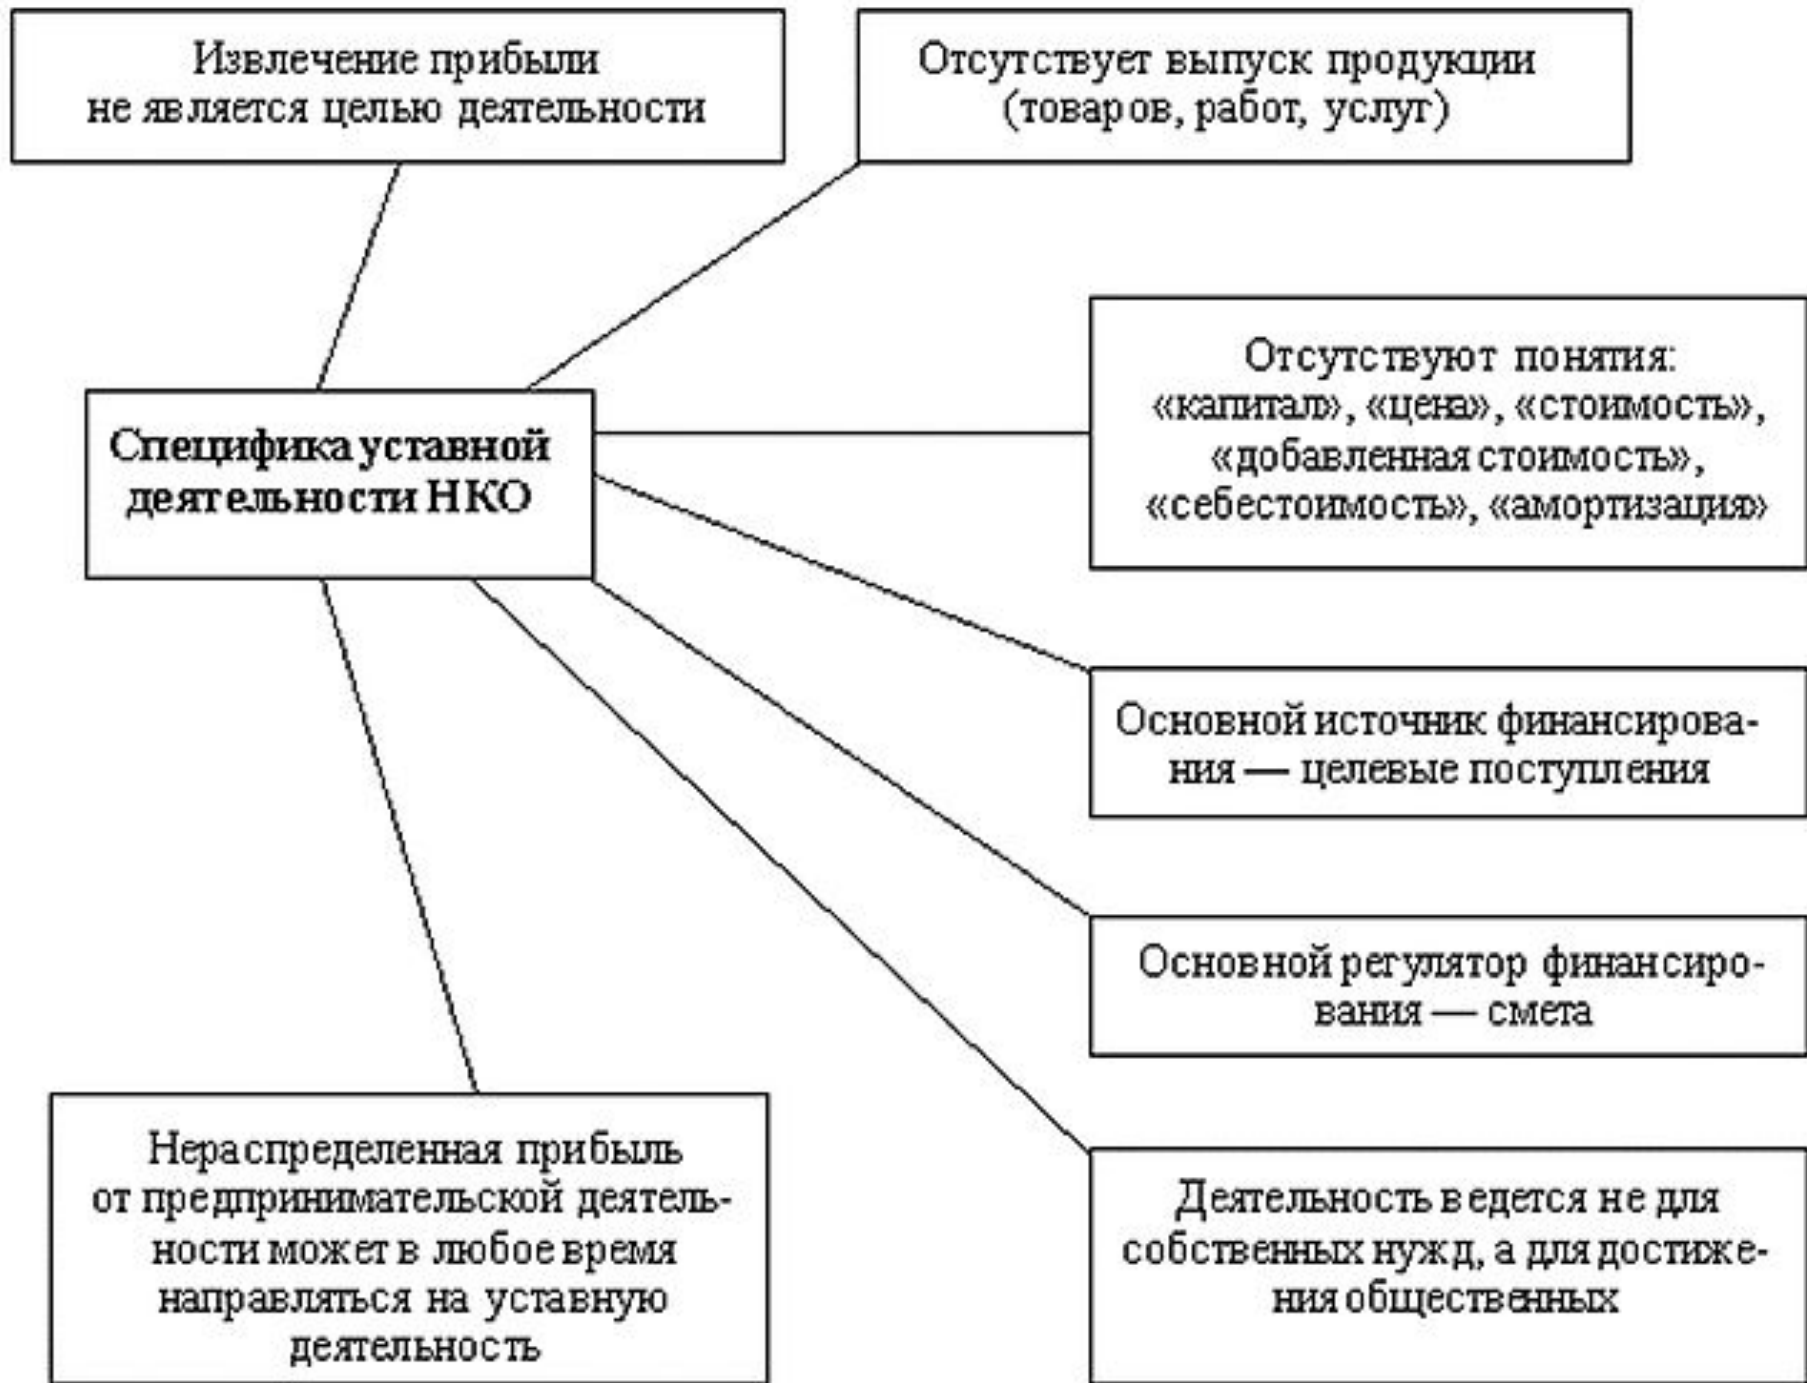 Извлечение прибыли
не является целью деятельности
Отсутствует выпуск продукции
(товаров, работ, услуг)
Отсутствуют понятия:
«капитал», «цена», «стоимость»,
«добавленная стоимость»,
«себестоимость», «амортизация»
Специфика уставной
деятельности НКО
Основной источник финансирова-
ния — целевые поступления
Основной регулятор финансиро-
вания — смета
Нераспределенная прибыль
от предпринимательской деятель-
ности может в любое время
направляться на уставную
деятельность
Деятельность ведется не для
собственных нужд, а для достиже-
ния общественных